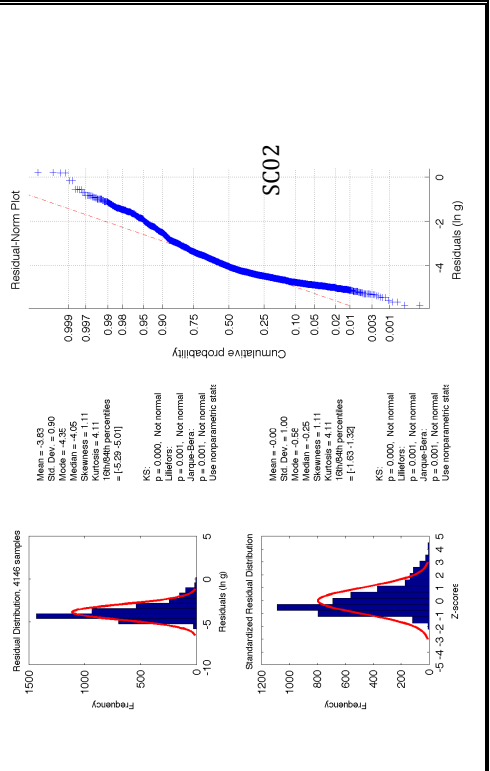 Residual Distribution, 4146 samples
1500
1000
500
0
Frequency
-10
-5
0
5
Residuals (ln g)
Mean = -3.83
Std. Dev. = 0.90
Mode = -4.35
Median = -4.05
Skewness = 1.11
Kurtosis = 4.11
16th/84th percentiles
= [-5.29 -5.01]
KS:
p = 0.000, Not normal
Lillefors:
p = 0.001, Not normal
Jarque-Bera:
p = 0.001, Not normal
Use nonparametric stats
Residual-Norm Plot
0.999
0.997
0.99
0.98
0.95
0.90
0.75
0.50
0.25
0.10
0.05
0.02
0.01
0.003
0.001
Cumulative probability
-4
-2
0
Residuals (ln g)
SC02
Standardized Residual Distribution
1200
1000
800
600
400
200
0
Frequency
-5
-4
-3
-2
-1
0
1
2
3
4
5
Z-scores
Mean = -0.00
Std. Dev. = 1.00
Mode = -0.58
Median = -0.25
Skewness = 1.11
Kurtosis = 4.11
16th/84th percentiles
= [-1.63 -1.32]
KS:
p = 0.000, Not normal
Lillefors:
p = 0.001, Not normal
Jarque-Bera:
p = 0.001, Not normal
Use nonparametric stats